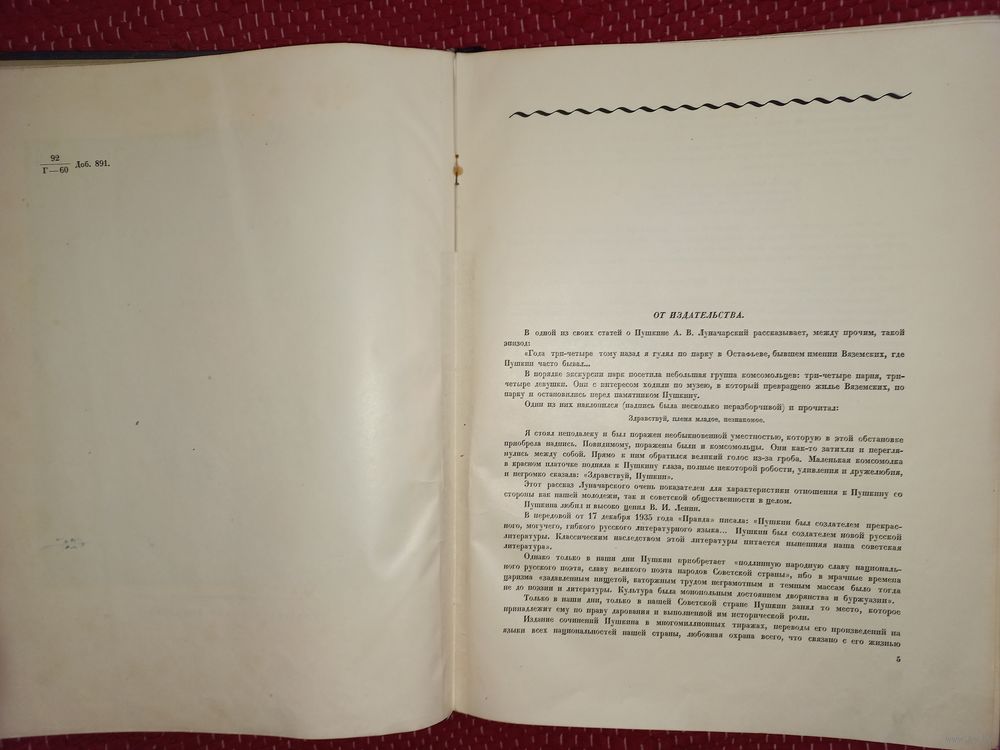 92
Г—60
Доб. 891.
ОТ ИЗДАТЕЛЬСТВА.
В одной из своих статей о Пушкине А. В. Луначарский рассказывает, между прочим, такой
эпизод:
«Года три-четыре тому назад я гулял по парку в Остафьеве, бывшем имении Вяземских, где
Пушкин часто бывал...
В порядке экскурсии парк посетила небольшая группа комсомольцев: три-четыре парня, три-
четыре девушки. Они с интересом ходили по музею, в который превращено жилье Вяземских, по
парку и остановились перед памятником Пушкину.
Один из них наклонился (надпись была несколько неразборчивой) и прочитал:
Здравствуй, племя младое, незнакомое.
Я стоял неподалеку и был поражен необыкновенной уместностью, которую в этой обстановке
приобрела надпись. Повидимому, поражены были и комсомольцы. Они как-то затихли и перегля-
нулись между собой. Прямо к ним обратился великий голос из-за гроба. Маленькая комсомолка
в красном платочке подняла к Пушкину глаза, полные некоторой робости, удивления и дружелюбия,
и негромко сказала: «Здравствуй, Пушкин».
Этот рассказ Луначарского очень показателен для характеристики отношения к Пушкину со
стороны как нашей молодежи, так и советской общественности в целом.
Пушкина любил и высоко ценил В. И. Ленин.
В передовой от 17 декабря 1935 года «Правда» писала: «Пушкин был создателем прекрас-
ного, могучего, гибкого русского литературного языка... Пушкин был создателем новой русской
литературы. Классическим наследством этой литературы питается нынешняя наша советская
литература».
Однако только в наши дни Пушкин приобретает «подлинную народную славу националь-
ного русского поэта, славу великого поэта народов Советской страны», ибо в мрачные времена
царизма «задавленным нищетой, каторжным трудом неграмотным и темным массам было тогда
не до поэзии и литературы. Культура была монопольным достоянием дворянства и буржуазии».
Только в наши дни, только в нашей Советской стране Пушкин занял то место, которое
принадлежит ему по праву дарования и выполненной им исторической роли.
Издание сочинений Пушкина в многомиллионных тиражах, переводы его произведений на
языки всех национальностей нашей страны, любовная охрана всего, что связано с его жизнью
5